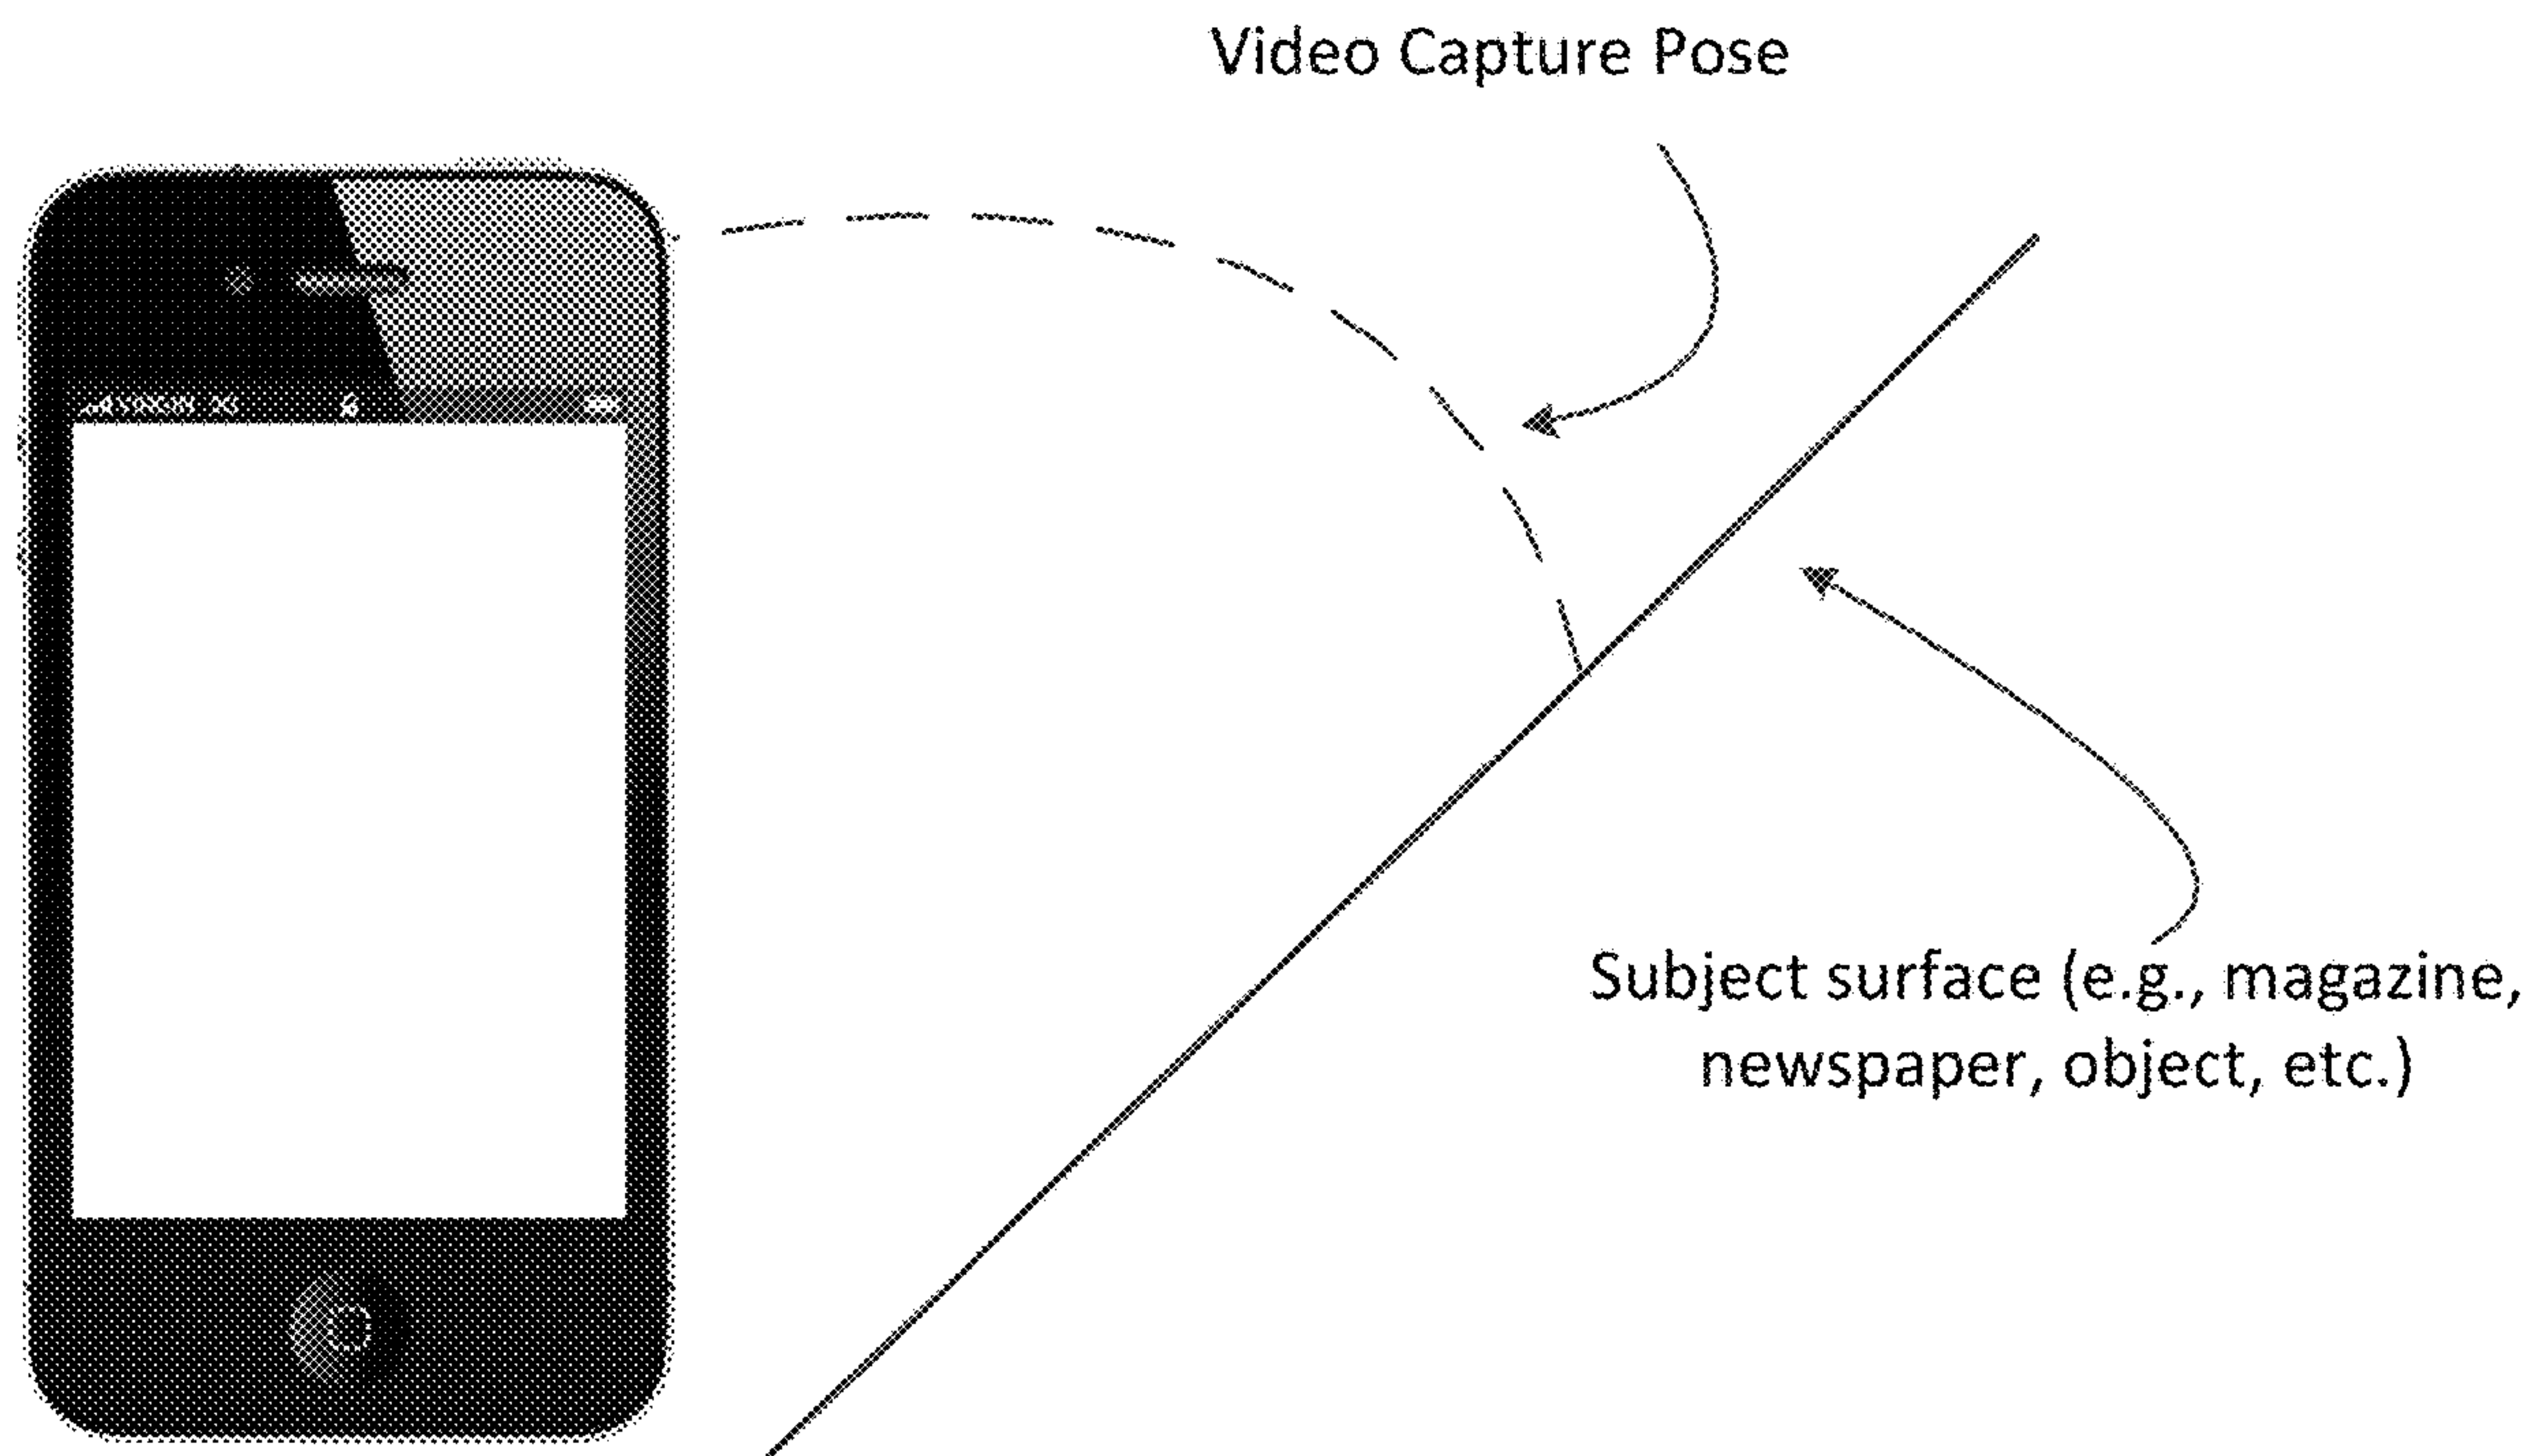 Video Capture Pose
Subject surface (e.g., magazine,
newspaper, object, etc.)